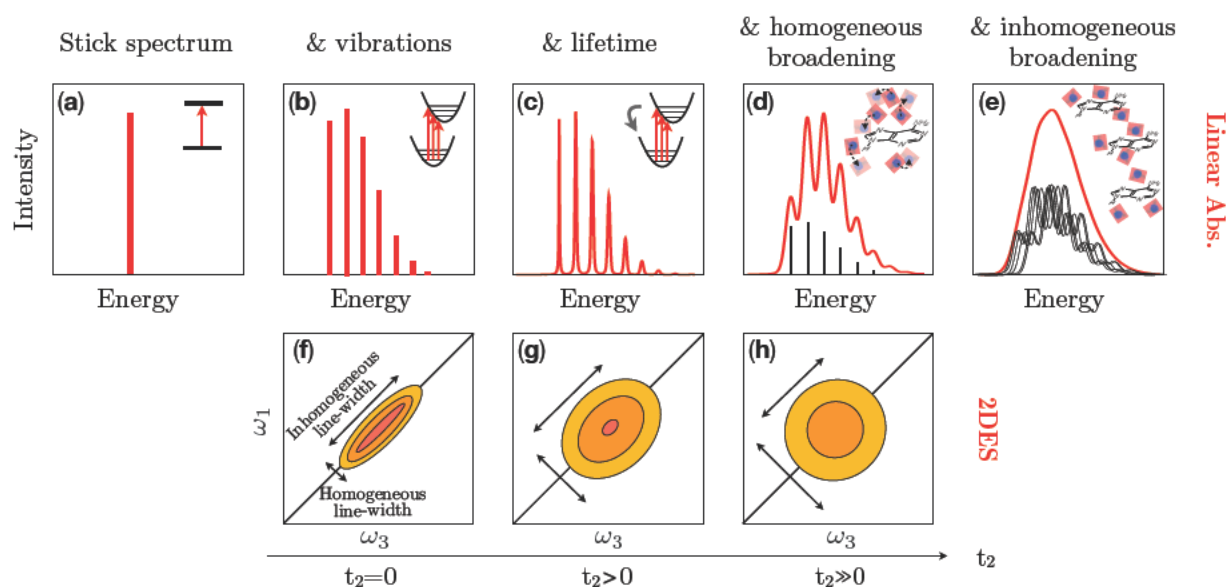 Stick spectrum
& vibrations
& lifetime
& homogeneous
broadening
& inhomogeneous
broadening
(a)
(b)
(c)
(d)
(e)
Intensity
Linear Abs.
Energy
Energy
Energy
Energy
Energy
(f)
(g)
(h)
Inhomogeneous
line-width
Homogeneous
line-width
ω₁
2DES
ω₃
ω₃
ω₃
t₂
t₂=0
t₂>0
t₂≫0